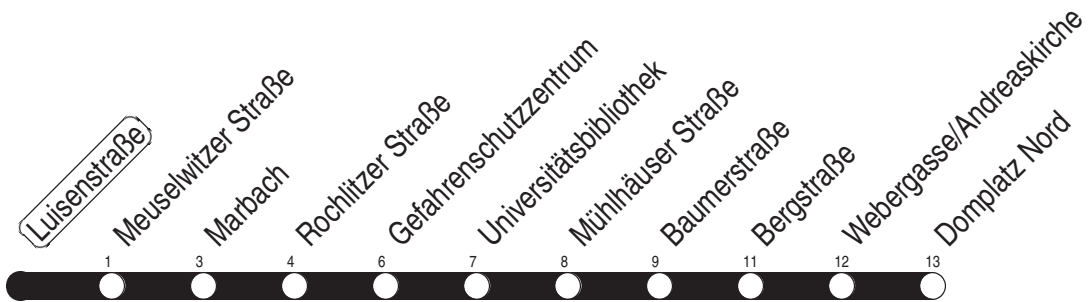 Luisenstraße
Meuselwitzer Straße
Marbach
Rochlitzer Straße
Gefahrenschutzzentrum
Universitätsbibliothek
Mühlhäuser Straße
Baumerstraße
Bergstraße
Webergasse/Andreaskirche
Domplatz Nord
1 3 4 6 7 8 9 11 12 13